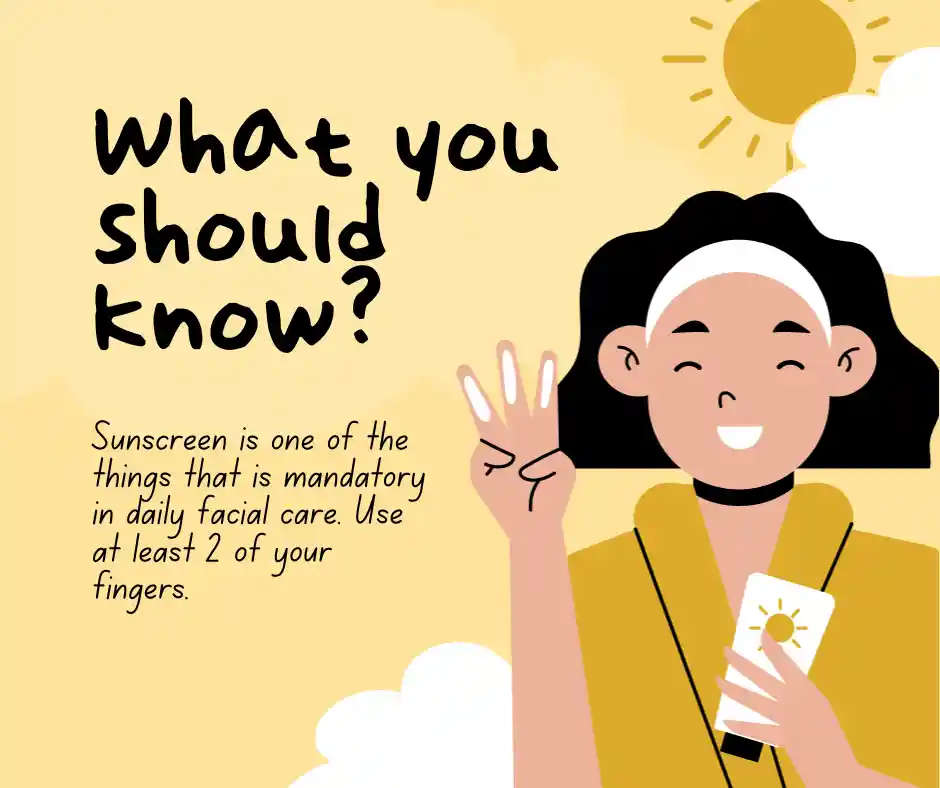 What you
should
know?
Sunscreen is one of the
things that is mandatory
in daily facial care. Use
at least 2 of your
fingers.